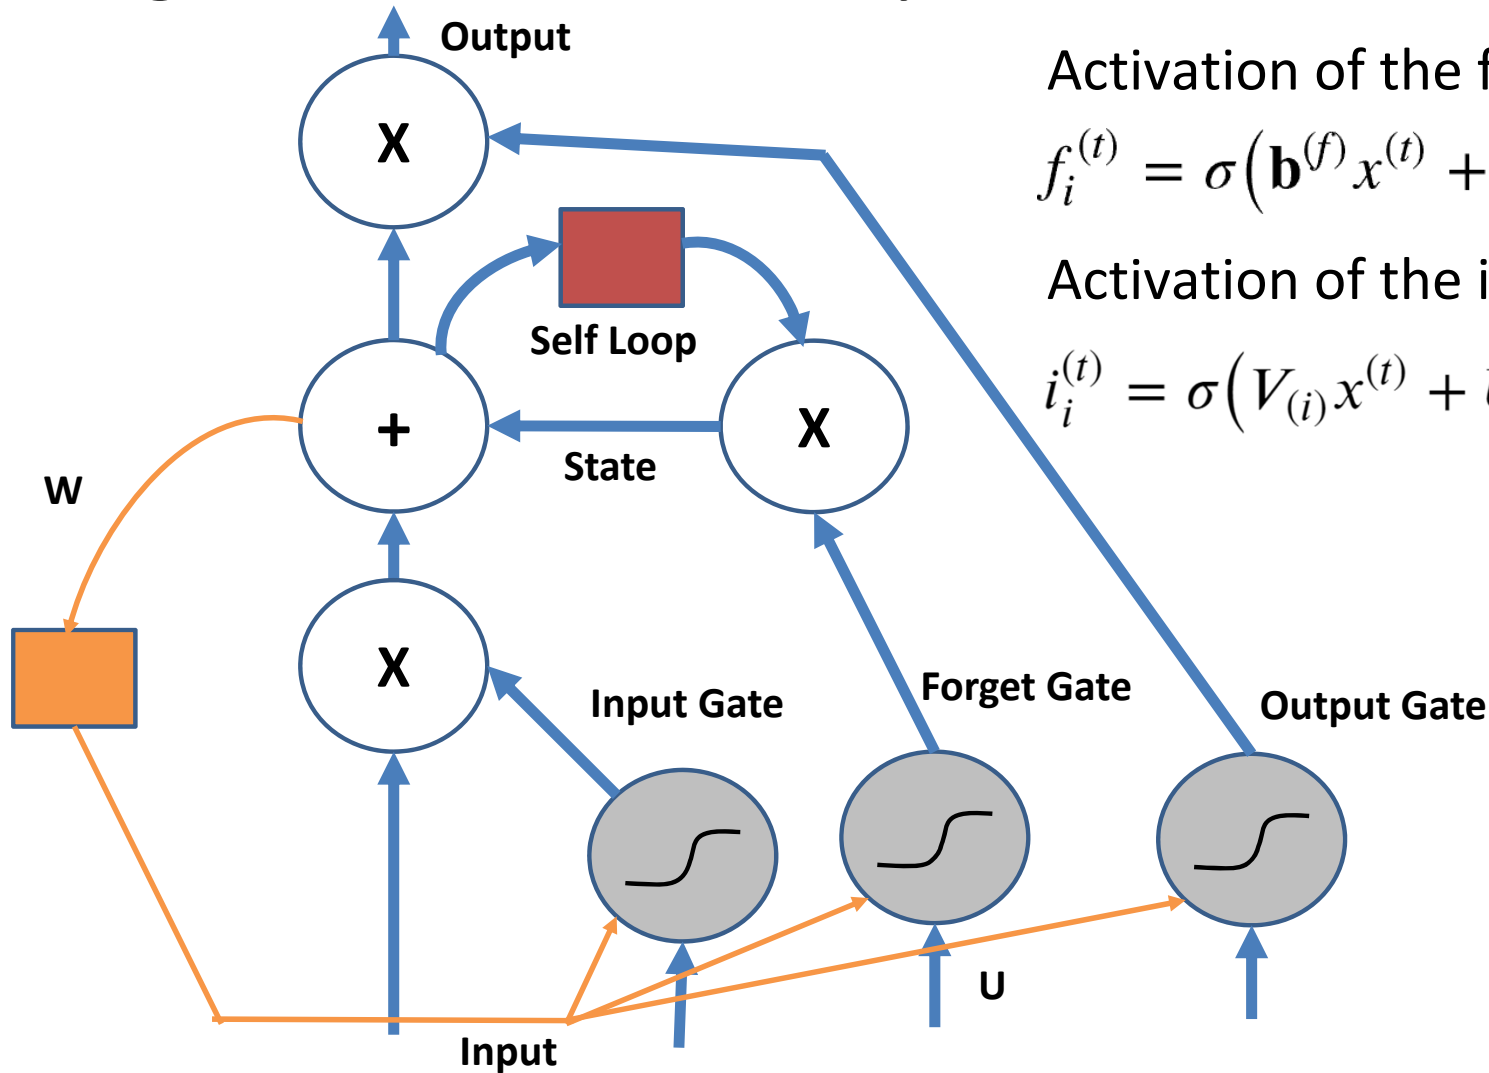 Output
X
Self Loop
+
X
State
W
X
Input Gate
Forget Gate
Output Gate
U
Input
Activation of the
f_i^{(t)} = σ(𝐛^{(f)} x^{(t)} +
Activation of the
i_i^{(t)} = σ(V_{(i)} x^{(t)} +